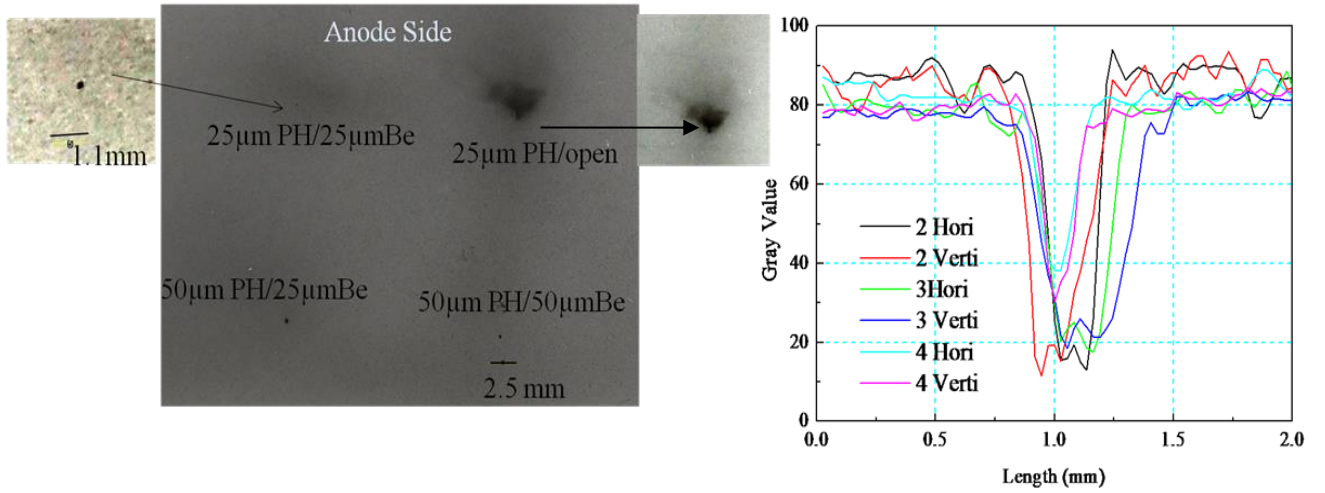 Anode Side
25µm PH/25µmBe
25µm PH/open
1.1mm
50µm PH/25µmBe
50µm PH/50µmBe
2.5 mm
100
80
60
40
20
0
Gray Value
2 Hori
2 Verti
3Hori
3 Verti
4 Hori
4 Verti
0.0 0.5 1.0 1.5 2.0
Length (mm)